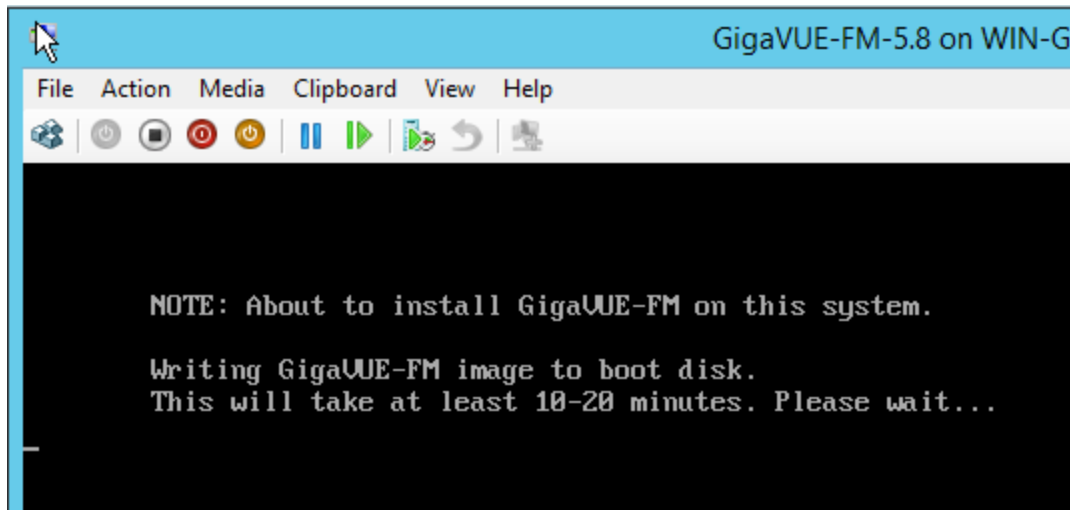 GigaVUE-FM-5.8 on WIN-G
File Action Media Clipboard View Help
NOTE: About to install GigaVUE-FM on this system.
Writing GigaVUE-FM image to boot disk.
This will take at least 10-20 minutes. Please wait...